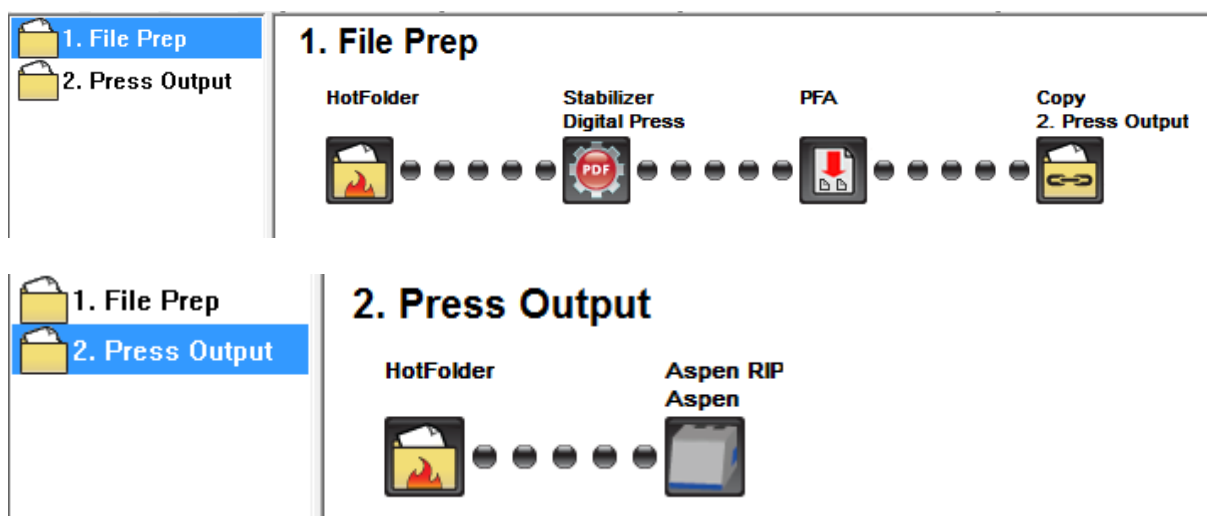 1. File Prep
2. Press Output
1. File Prep
HotFolder
Stabilizer
Digital Press
PFA
Copy
2. Press Output
PDF
1. File Prep
2. Press Output
2. Press Output
HotFolder
Aspen RIP
Aspen